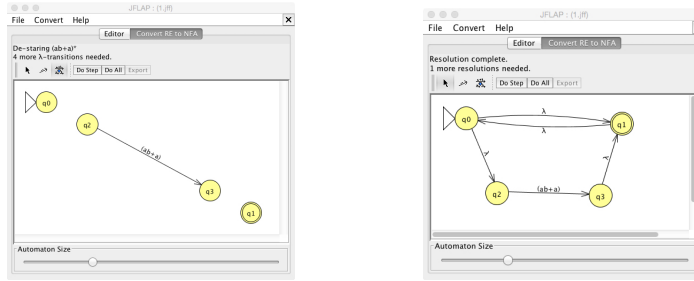 JFLAP : (1.jff)
File Convert Help
Editor Convert RE to NFA
De-staring (ab+a)*
4 more λ-transitions needed.
Do Step Do All Export
q0
q2
(ab+a)
q3
q1
Automaton Size
JFLAP : (1.jff)
File Convert Help
Editor Convert RE to NFA
Resolution complete.
1 more resolutions needed.
Do Step Do All Export
λ
q0
q1
λ
λ
λ
q2
(ab+a)
q3
Automaton Size